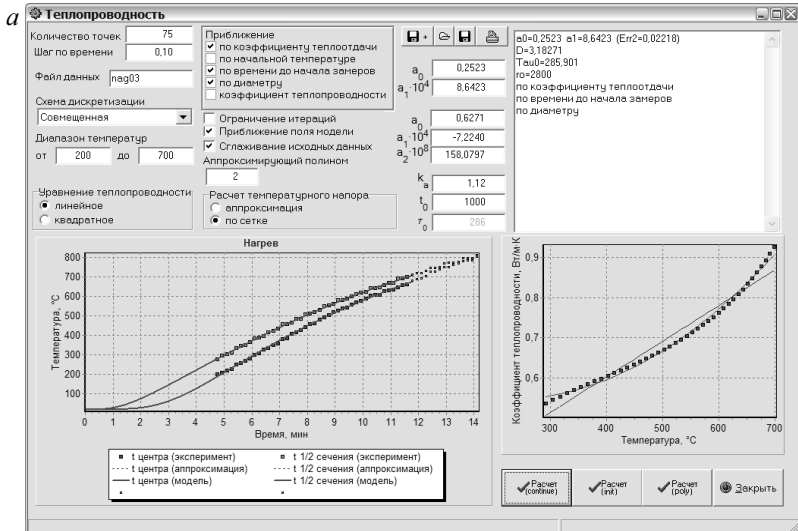 а
Теплопроводность
Количество точек 75
Шаг по времени 0,10
Файл данных nag03
Схема дискретизации
Совмещенная
Диапазон температур
от 200 до 700
Уравнение теплопроводности
линейное
квадратное
Приближение
по коэффициенту теплоотдачи
по начальной температуре
по времени до начала замеров
по диаметру
коэффициент теплопроводности
Ограничение итераций
Приближение поля модели
Сглаживание исходных данных
Аппроксимирующий полином
2
Расчет температурного напора
аппроксимация
по сетке
a0 0,2523
a1·10^4 8,6423
a0 0,6271
a1·10^4 -7,2240
a2·10^8 158,0797
ka 1,12
t0 1000
τ0 286
a0=0,2523 a1=8,6423 (Err2=0,02218)
D=3,18271
Tau0=285,901
ro=2800
по коэффициенту теплоотдачи
по времени до начала замеров
по диаметру
Нагрев
Температура, °C
800
700
600
500
400
300
200
100
0 1 2 3 4 5 6 7 8 9 10 11 12 13 14
Время, мин
t центра (эксперимент) t 1/2 сечения (эксперимент)
t центра (аппроксимация) t 1/2 сечения (аппроксимация)
t центра (модель) t 1/2 сечения (модель)
Коэффициент теплопроводности, Вт/м·К
0,9
0,8
0,7
0,6
300 400 500 600 700
Температура, °C
Расчет (continue)
Расчет (init)
Расчет (poly)
Закрыть